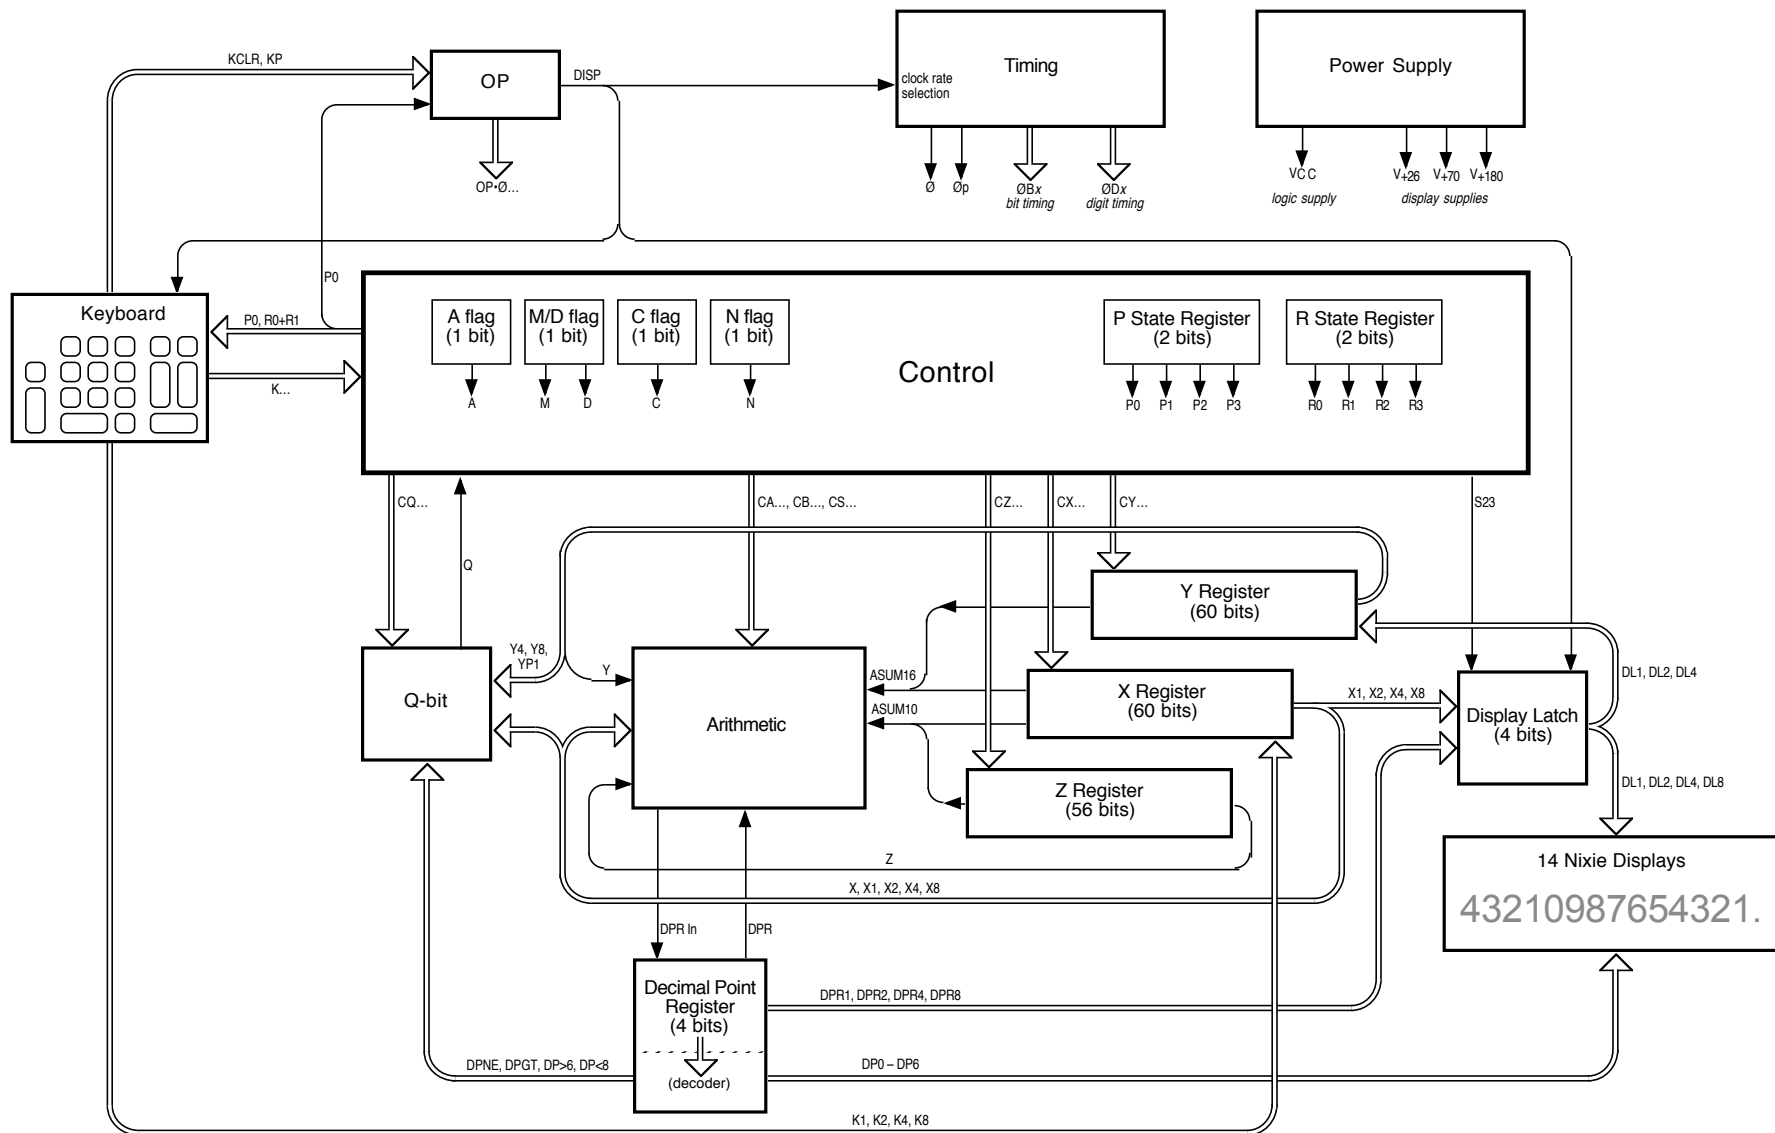 KCLR, KP
OP
DISP
OP•Ø...
clock rate
selection
Timing
Ø
Øp
ØBx
bit timing
ØDx
digit timing
Power Supply
VCC
logic supply
V+26
V+70
V+180
display supplies
Keyboard
P0
P0, R0+R1
K...
A flag
(1 bit)
A
M/D flag
(1 bit)
M
D
C flag
(1 bit)
C
N flag
(1 bit)
N
Control
P State Register
(2 bits)
P0
P1
P2
P3
R State Register
(2 bits)
R0
R1
R2
R3
CQ...
Q
CA..., CB..., CS...
CZ...
CX...
CY...
S23
Y Register
(60 bits)
Y4, Y8,
YP1
Y
Q-bit
Arithmetic
ASUM16
ASUM10
X Register
(60 bits)
X1, X2, X4, X8
Display Latch
(4 bits)
DL1, DL2, DL4
DL1, DL2, DL4, DL8
Z Register
(56 bits)
Z
X, X1, X2, X4, X8
14 Nixie Displays
43210987654321.
DPR In
DPR
Decimal Point
Register
(4 bits)
(decoder)
DPR1, DPR2, DPR4, DPR8
DPNE, DPGT, DP>6, DP<8
DP0 – DP6
K1, K2, K4, K8